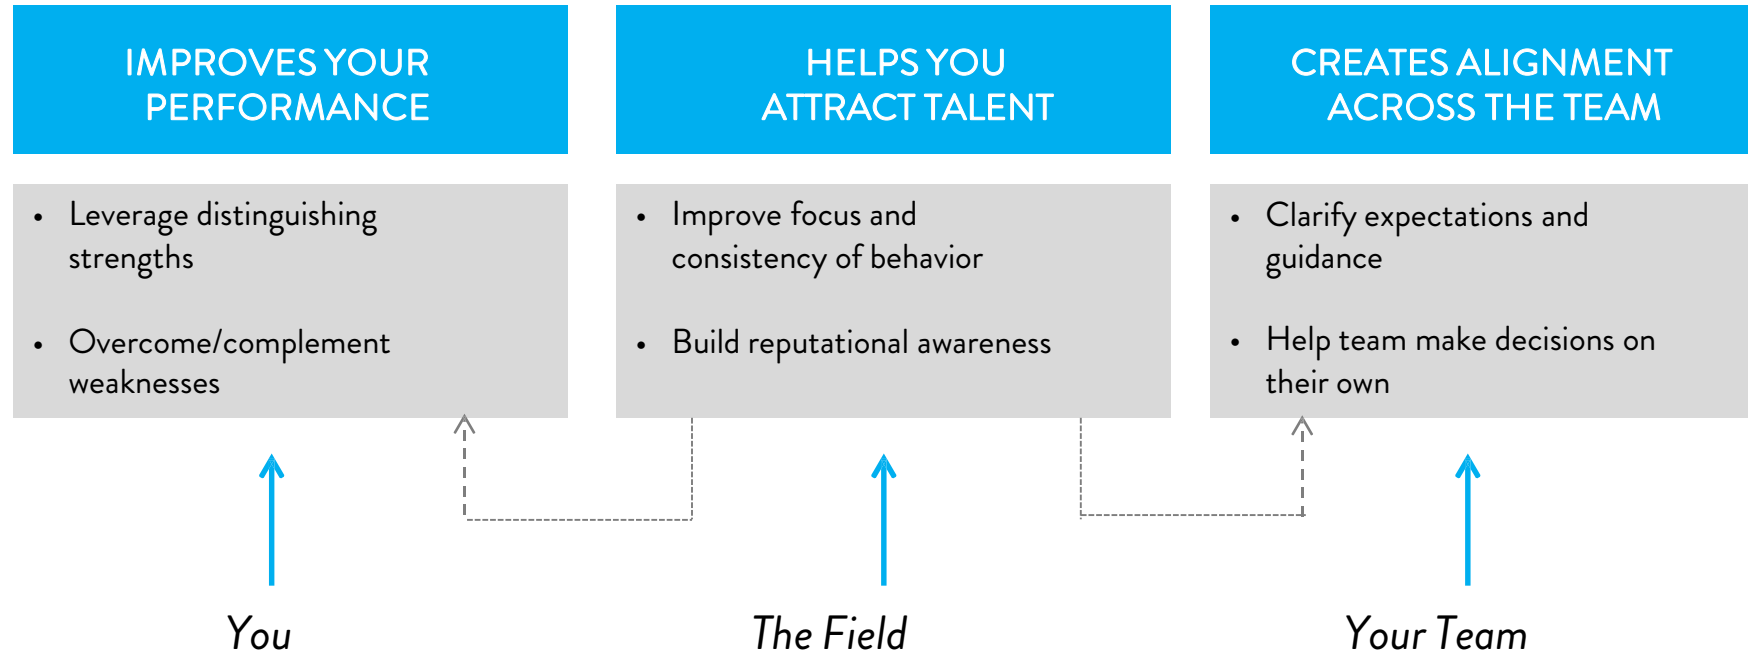 IMPROVES YOUR
PERFORMANCE
• Leverage distinguishing
strengths
• Overcome/complement
weaknesses
You
HELPS YOU
ATTRACT TALENT
• Improve focus and
consistency of behavior
• Build reputational awareness
The Field
CREATES ALIGNMENT
ACROSS THE TEAM
• Clarify expectations and
guidance
• Help team make decisions on
their own
Your Team